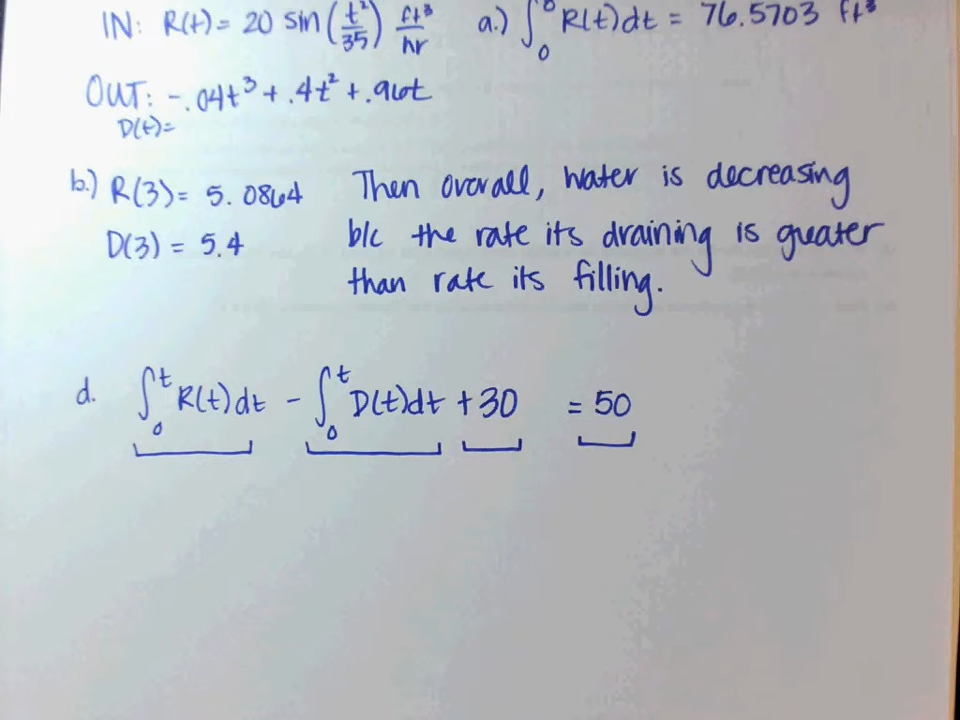 IN: R(t) = 20 sin(t²/35) ft³/hr a.) ∫₀⁸ R(t)dt = 76.5703 ft³
OUT: -.04t³ + .4t² + .96t
D(t)=
b.) R(3) = 5.0864 Then overall, water is decreasing
D(3) = 5.4 b/c the rate its draining is greater
than rate its filling.
d. ∫₀ᵗ R(t)dt - ∫₀ᵗ D(t)dt + 30 = 50